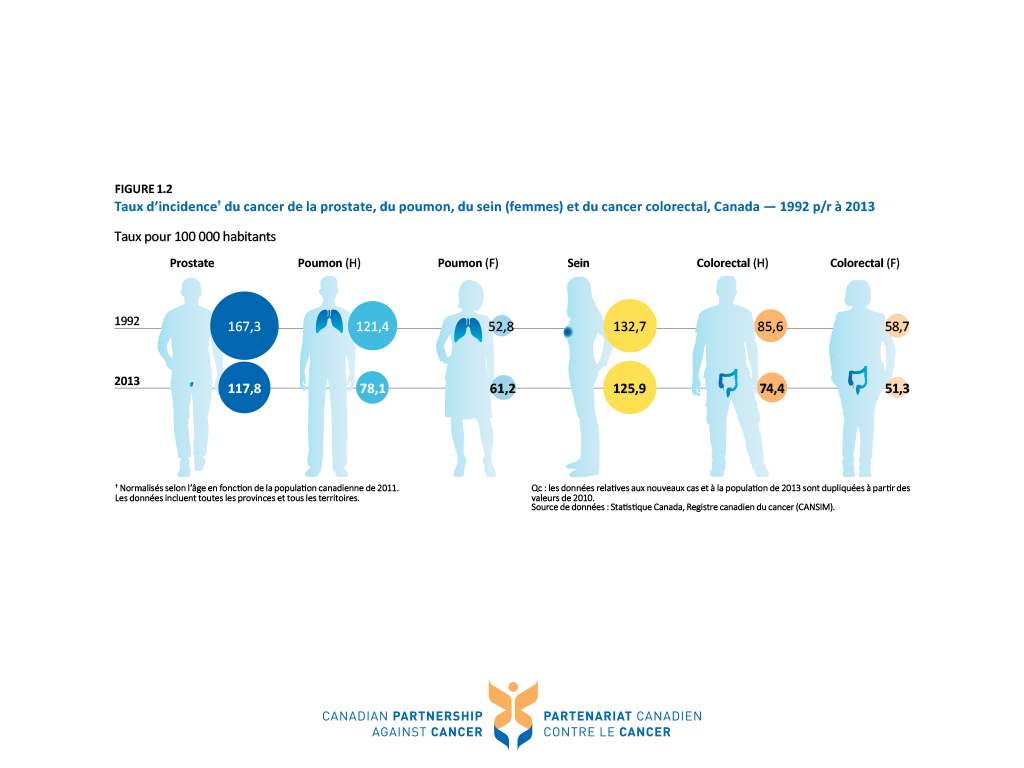 FIGURE 1.2
Taux d'incidence† du cancer de la prostate, du poumon, du sein (femmes) et du cancer colorectal, Canada — 1992 p/r à 2013
Taux pour 100 000 habitants
Prostate Poumon (H) Poumon (F) Sein Colorectal (H) Colorectal (F)
1992 167,3 121,4 52,8 132,7 85,6 58,7
2013 117,8 78,1 61,2 125,9 74,4 51,3
† Normalisés selon l'âge en fonction de la population canadienne de 2011.
Les données incluent toutes les provinces et tous les territoires.
Qc : les données relatives aux nouveaux cas et à la population de 2013 sont dupliquées à partir des
valeurs de 2010.
Source de données : Statistique Canada, Registre canadien du cancer (CANSIM).
CANADIAN PARTNERSHIP
AGAINST CANCER
PARTENARIAT CANADIEN
CONTRE LE CANCER